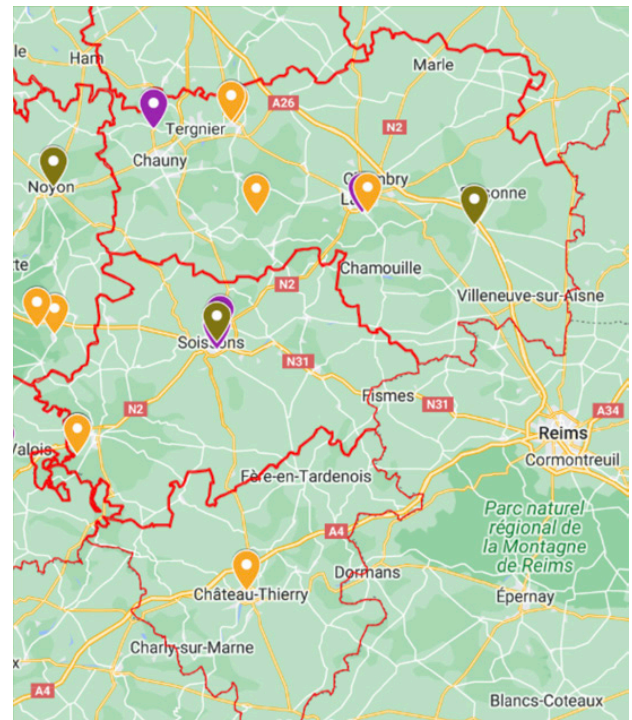 Ham
Marle
A26
Tergnier
N2
Chauny
Noyon
Chamouille
N2
Villeneuve-sur-Aisne
Soissons
N31
Fismes
N31
A34
N2
Reims
Valois
Cormontreuil
Fère-en-Tardenois
Parc naturel
régional de
la Montagne
de Reims
A4
Dormans
Château-Thierry
Épernay
Charly-sur-Marne
A4
Blancs-Coteaux